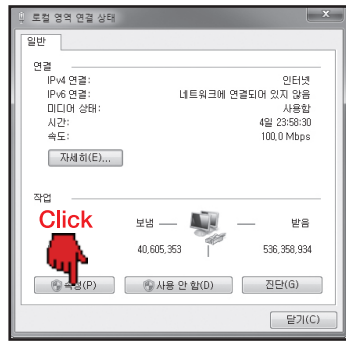 로컬 영역 연결 상태
일반
연결
IPv4 연결: 인터넷
IPv6 연결: 네트워크에 연결되어 있지 않음
미디어 상태: 사용함
시간: 4일 23:58:30
속도: 100,0 Mbps
자세히(E)...
작업
Click
보냄 — — 받음
40,605,353 | 536,358,934
속성(P) 사용 안 함(D) 진단(G)
닫기(C)